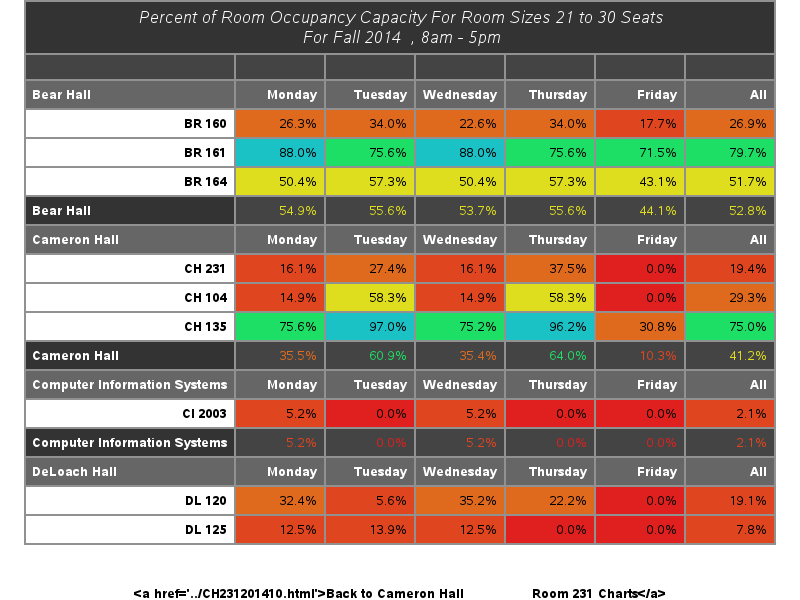 Percent of Room Occupancy Capacity For Room Sizes 21 to 30 Seats
For Fall 2014 , 8am - 5pm
Bear Hall Monday Tuesday Wednesday Thursday Friday All
BR 160 26.3% 34.0% 22.6% 34.0% 17.7% 26.9%
BR 161 88.0% 75.6% 88.0% 75.6% 71.5% 79.7%
BR 164 50.4% 57.3% 50.4% 57.3% 43.1% 51.7%
Bear Hall 54.9% 55.6% 53.7% 55.6% 44.1% 52.8%
Cameron Hall Monday Tuesday Wednesday Thursday Friday All
CH 231 16.1% 27.4% 16.1% 37.5% 0.0% 19.4%
CH 104 14.9% 58.3% 14.9% 58.3% 0.0% 29.3%
CH 135 75.6% 97.0% 75.2% 96.2% 30.8% 75.0%
Cameron Hall 35.5% 60.9% 35.4% 64.0% 10.3% 41.2%
Computer Information Systems Monday Tuesday Wednesday Thursday Friday All
CI 2003 5.2% 0.0% 5.2% 0.0% 0.0% 2.1%
Computer Information Systems 5.2% 0.0% 5.2% 0.0% 0.0% 2.1%
DeLoach Hall Monday Tuesday Wednesday Thursday Friday All
DL 120 32.4% 5.6% 35.2% 22.2% 0.0% 19.1%
DL 125 12.5% 13.9% 12.5% 0.0% 0.0% 7.8%
<a href='../CH231201410.html'>Back to Cameron Hall Room 231 Charts</a>